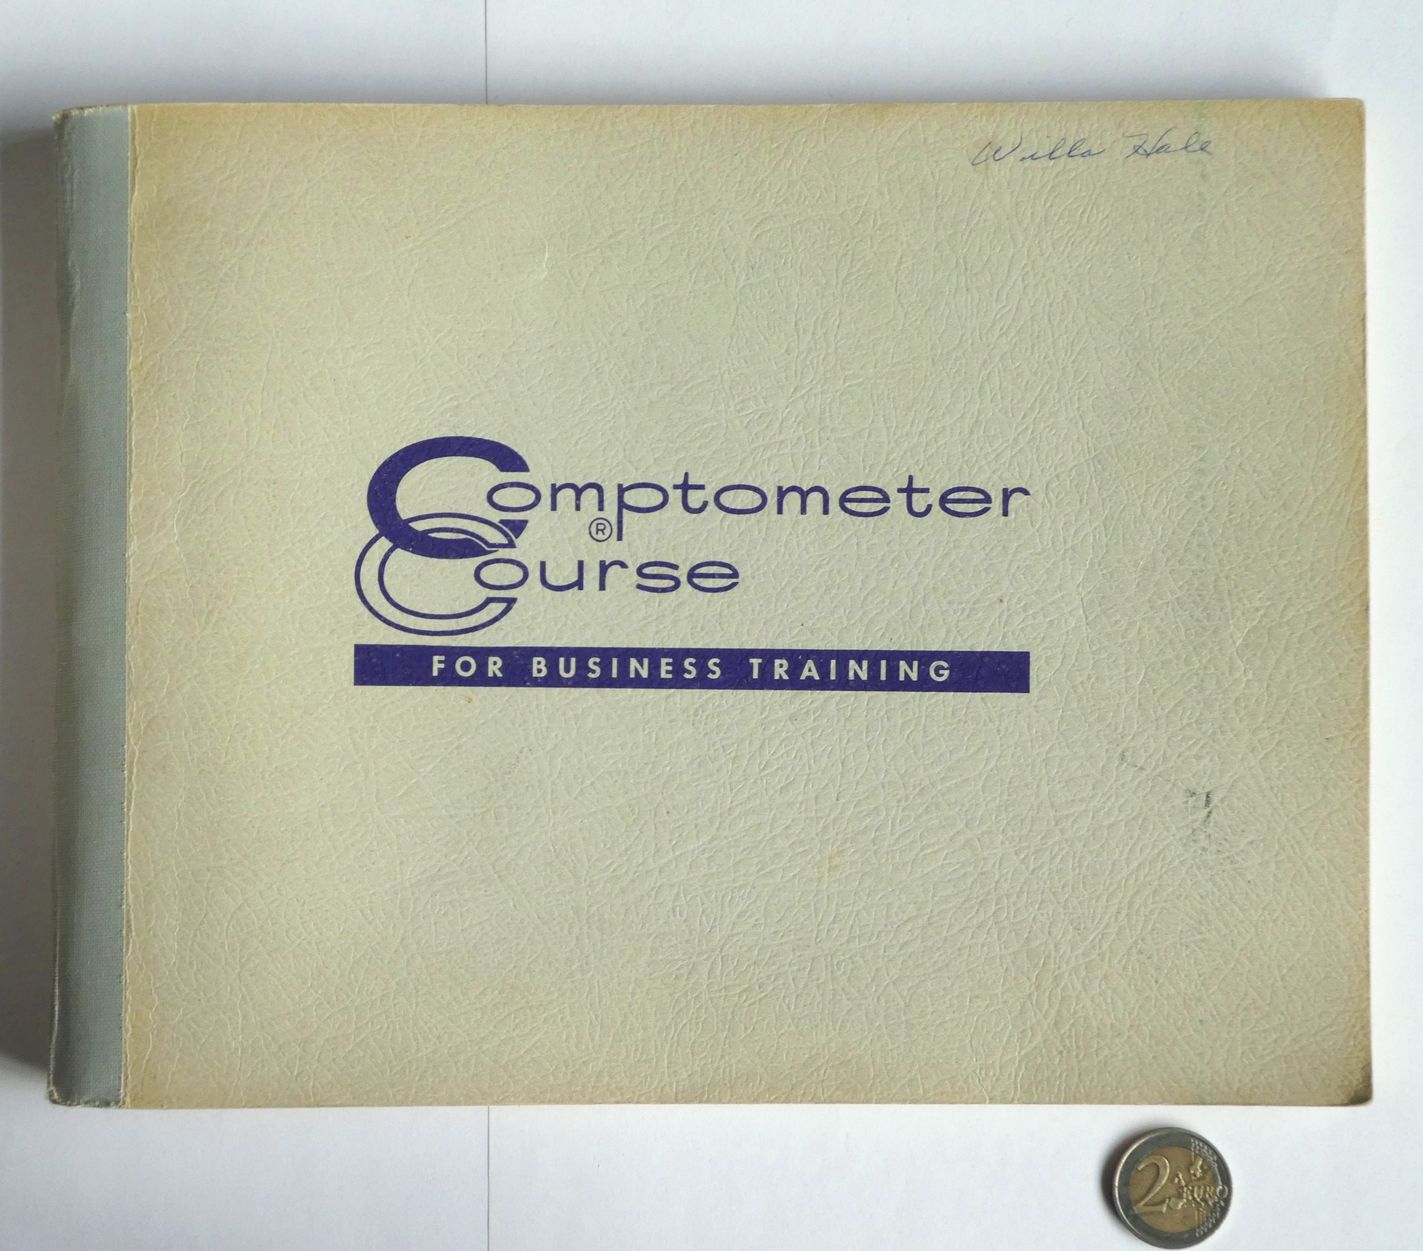 Willa Hale
Comptometer
®
Course
FOR BUSINESS TRAINING
2 EURO